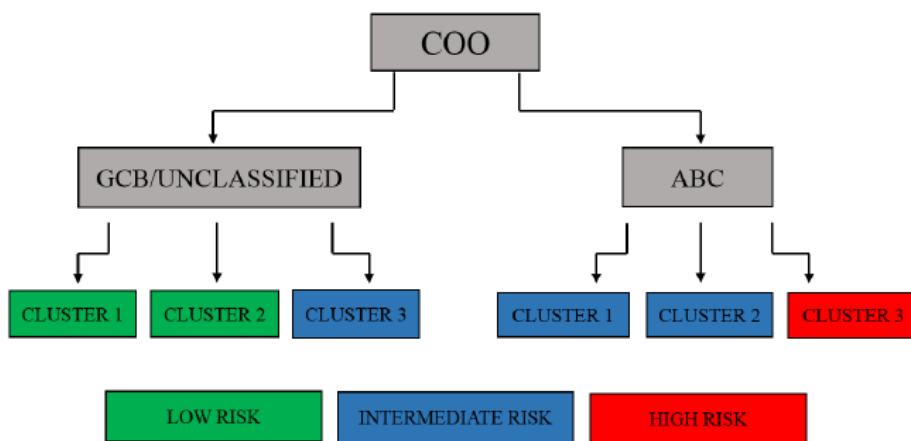 COO
GCB/UNCLASSIFIED
ABC
CLUSTER 1
CLUSTER 2
CLUSTER 3
CLUSTER 1
CLUSTER 2
CLUSTER 3
LOW RISK
INTERMEDIATE RISK
HIGH RISK